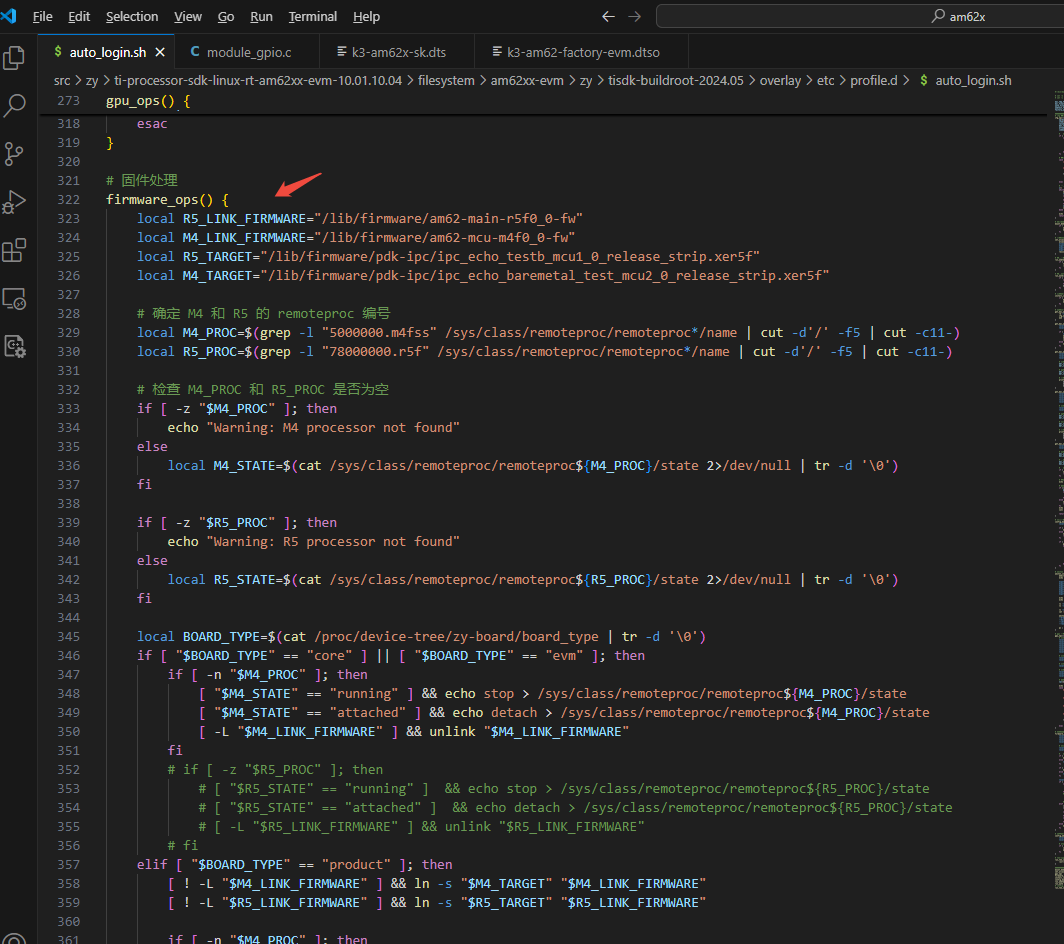 File Edit Selection View Go Run Terminal Help
am62x
$ auto_login.sh
C module_gpio.c
k3-am62x-sk.dts
k3-am62-factory-evm.dtso
src > zy > ti-processor-sdk-linux-rt-am62xx-evm-10.01.10.04 > filesystem > am62xx-evm > zy > tisdk-buildroot-2024.05 > overlay > etc > profile.d > $ auto_login.sh
273 gpu_ops() {
318     esac
319 }
320
321 # 固件处理
322 firmware_ops() {
323     local R5_LINK_FIRMWARE="/lib/firmware/am62-main-r5f0_0-fw"
324     local M4_LINK_FIRMWARE="/lib/firmware/am62-mcu-m4f0_0-fw"
325     local R5_TARGET="/lib/firmware/pdk-ipc/ipc_echo_testb_mcu1_0_release_strip.xer5f"
326     local M4_TARGET="/lib/firmware/pdk-ipc/ipc_echo_baremetal_test_mcu2_0_release_strip.xer5f"
327
328     # 确定 M4 和 R5 的 remoteproc 编号
329     local M4_PROC=$(grep -l "5000000.m4fss" /sys/class/remoteproc/remoteproc*/name | cut -d'/' -f5 | cut -c11-)
330     local R5_PROC=$(grep -l "78000000.r5f" /sys/class/remoteproc/remoteproc*/name | cut -d'/' -f5 | cut -c11-)
331
332     # 检查 M4_PROC 和 R5_PROC 是否为空
333     if [ -z "$M4_PROC" ]; then
334         echo "Warning: M4 processor not found"
335     else
336         local M4_STATE=$(cat /sys/class/remoteproc/remoteproc${M4_PROC}/state 2>/dev/null | tr -d '\0')
337     fi
338
339     if [ -z "$R5_PROC" ]; then
340         echo "Warning: R5 processor not found"
341     else
342         local R5_STATE=$(cat /sys/class/remoteproc/remoteproc${R5_PROC}/state 2>/dev/null | tr -d '\0')
343     fi
344
345     local BOARD_TYPE=$(cat /proc/device-tree/zy-board/board_type | tr -d '\0')
346     if [ "$BOARD_TYPE" == "core" ] || [ "$BOARD_TYPE" == "evm" ]; then
347         if [ -n "$M4_PROC" ]; then
348             [ "$M4_STATE" == "running" ] && echo stop > /sys/class/remoteproc/remoteproc${M4_PROC}/state
349             [ "$M4_STATE" == "attached" ] && echo detach > /sys/class/remoteproc/remoteproc${M4_PROC}/state
350             [ -L "$M4_LINK_FIRMWARE" ] && unlink "$M4_LINK_FIRMWARE"
351         fi
352         # if [ -z "$R5_PROC" ]; then
353             # [ "$R5_STATE" == "running" ]  && echo stop > /sys/class/remoteproc/remoteproc${R5_PROC}/state
354             # [ "$R5_STATE" == "attached" ]  && echo detach > /sys/class/remoteproc/remoteproc${R5_PROC}/state
355             # [ -L "$R5_LINK_FIRMWARE" ] && unlink "$R5_LINK_FIRMWARE"
356         # fi
357     elif [ "$BOARD_TYPE" == "product" ]; then
358         [ ! -L "$M4_LINK_FIRMWARE" ] && ln -s "$M4_TARGET" "$M4_LINK_FIRMWARE"
359         [ ! -L "$R5_LINK_FIRMWARE" ] && ln -s "$R5_TARGET" "$R5_LINK_FIRMWARE"
360
361         if [ -n "$M4_PROC" ]; then